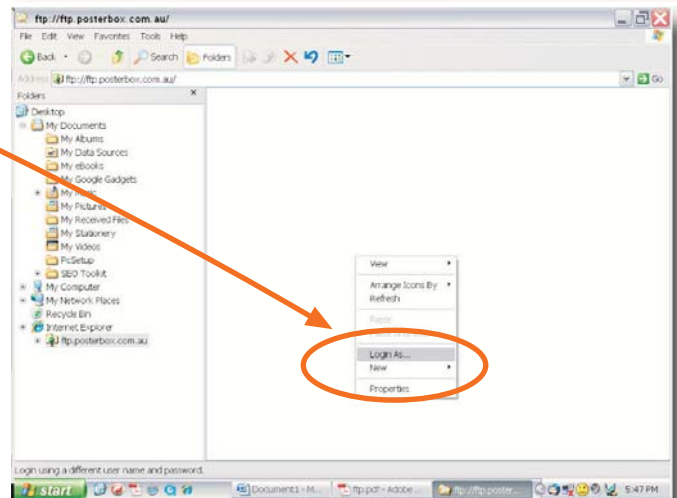 ftp://ftp.posterbox.com.au/
File Edit View Favorites Tools Help
Back Search Folders
Address ftp://ftp.posterbox.com.au/ Go
Folders
Desktop
My Documents
My Albums
My Data Sources
My eBooks
My Google Gadgets
My Music
My Pictures
My Received Files
My Stationery
My Videos
PcSetup
SEO Toolkit
My Computer
My Network Places
Recycle Bin
Internet Explorer
ftp.posterbox.com.au
View
Arrange Icons By
Refresh
Paste
Login As...
New
Properties
Login using a different user name and password.
start Document1 - M... ftp.pdf - Adobe ... ftp://ftp.poster... 5:47 PM